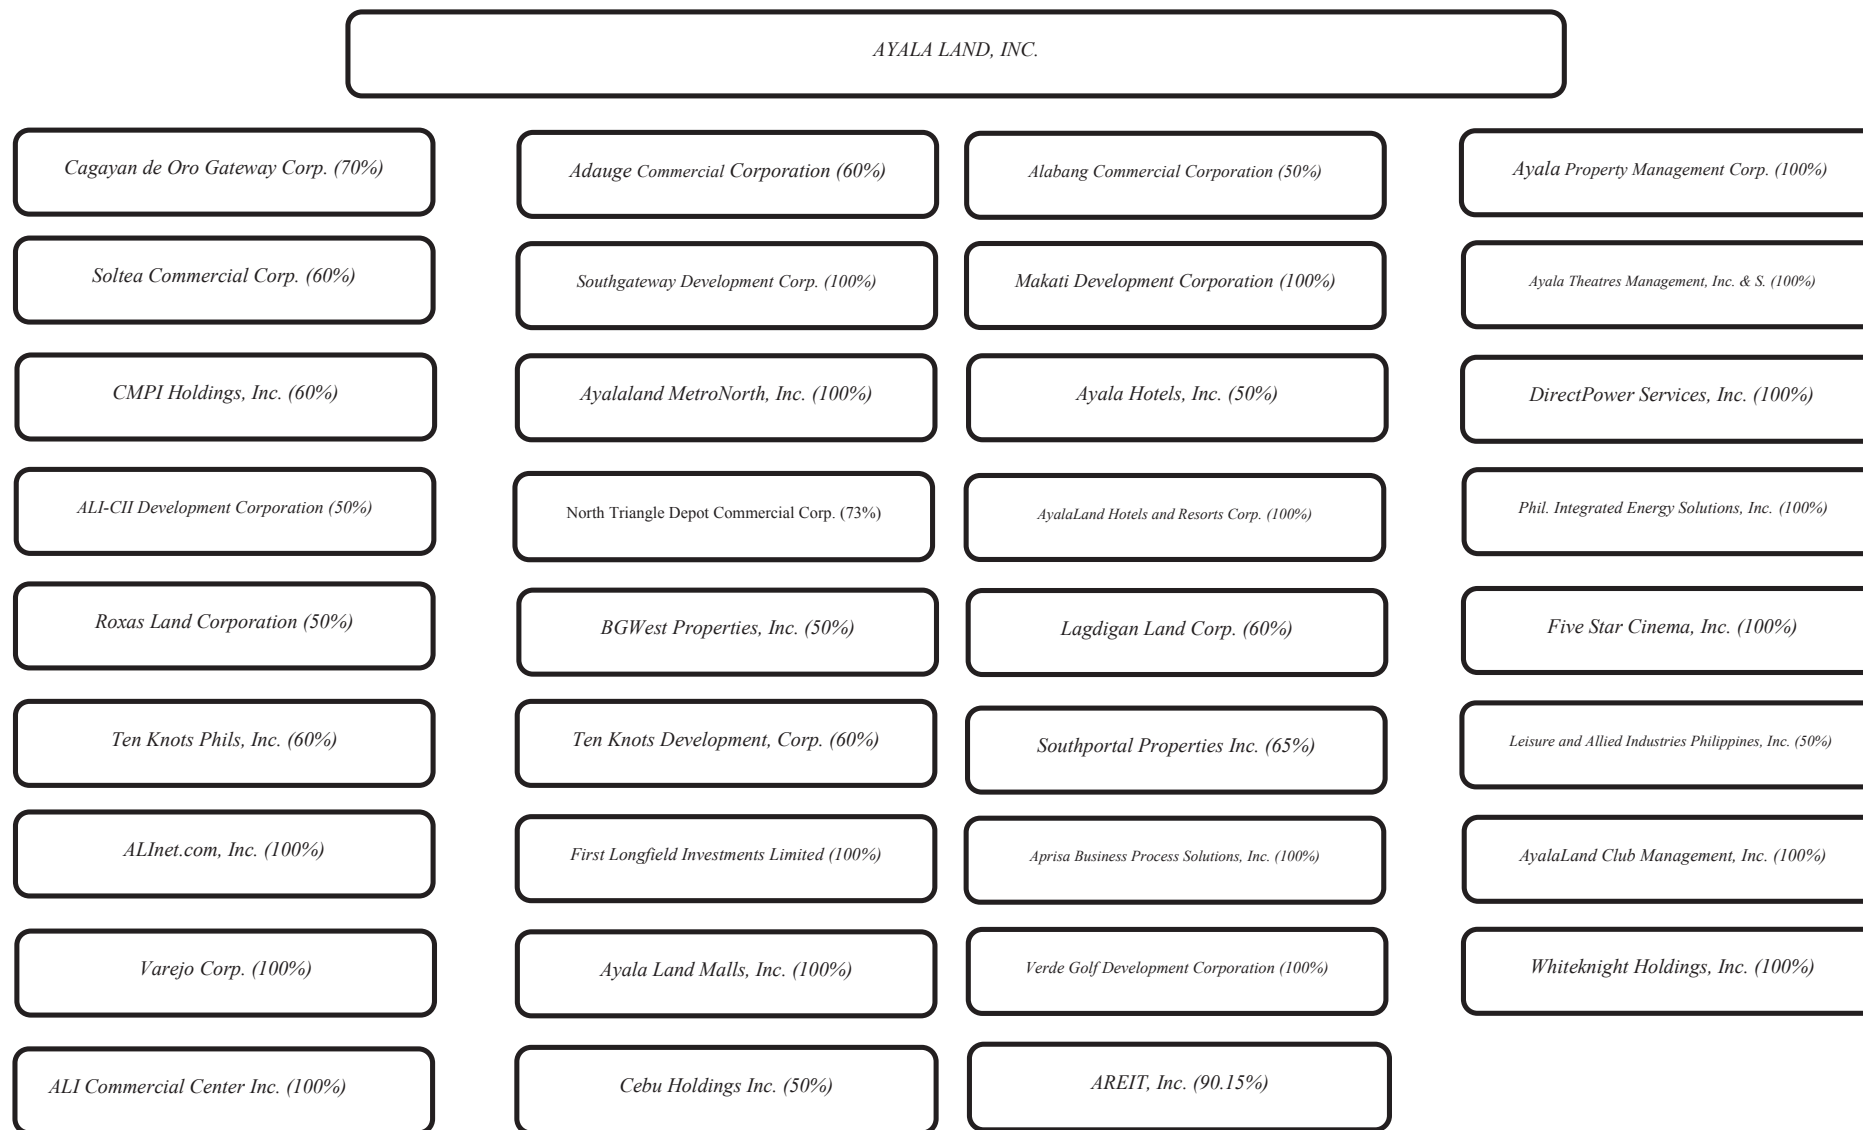 AYALA LAND, INC.
Cagayan de Oro Gateway Corp. (70%)
Adauge Commercial Corporation (60%)
Alabang Commercial Corporation (50%)
Ayala Property Management Corp. (100%)
Soltea Commercial Corp. (60%)
Southgateway Development Corp. (100%)
Makati Development Corporation (100%)
Ayala Theatres Management, Inc. & S. (100%)
CMPI Holdings, Inc. (60%)
Ayalaland MetroNorth, Inc. (100%)
Ayala Hotels, Inc. (50%)
DirectPower Services, Inc. (100%)
ALI-CII Development Corporation (50%)
North Triangle Depot Commercial Corp. (73%)
AyalaLand Hotels and Resorts Corp. (100%)
Phil. Integrated Energy Solutions, Inc. (100%)
Roxas Land Corporation (50%)
BGWest Properties, Inc. (50%)
Lagdigan Land Corp. (60%)
Five Star Cinema, Inc. (100%)
Ten Knots Phils, Inc. (60%)
Ten Knots Development, Corp. (60%)
Southportal Properties Inc. (65%)
Leisure and Allied Industries Philippines, Inc. (50%)
ALInet.com, Inc. (100%)
First Longfield Investments Limited (100%)
Aprisa Business Process Solutions, Inc. (100%)
AyalaLand Club Management, Inc. (100%)
Varejo Corp. (100%)
Ayala Land Malls, Inc. (100%)
Verde Golf Development Corporation (100%)
Whiteknight Holdings, Inc. (100%)
ALI Commercial Center Inc. (100%)
Cebu Holdings Inc. (50%)
AREIT, Inc. (90.15%)